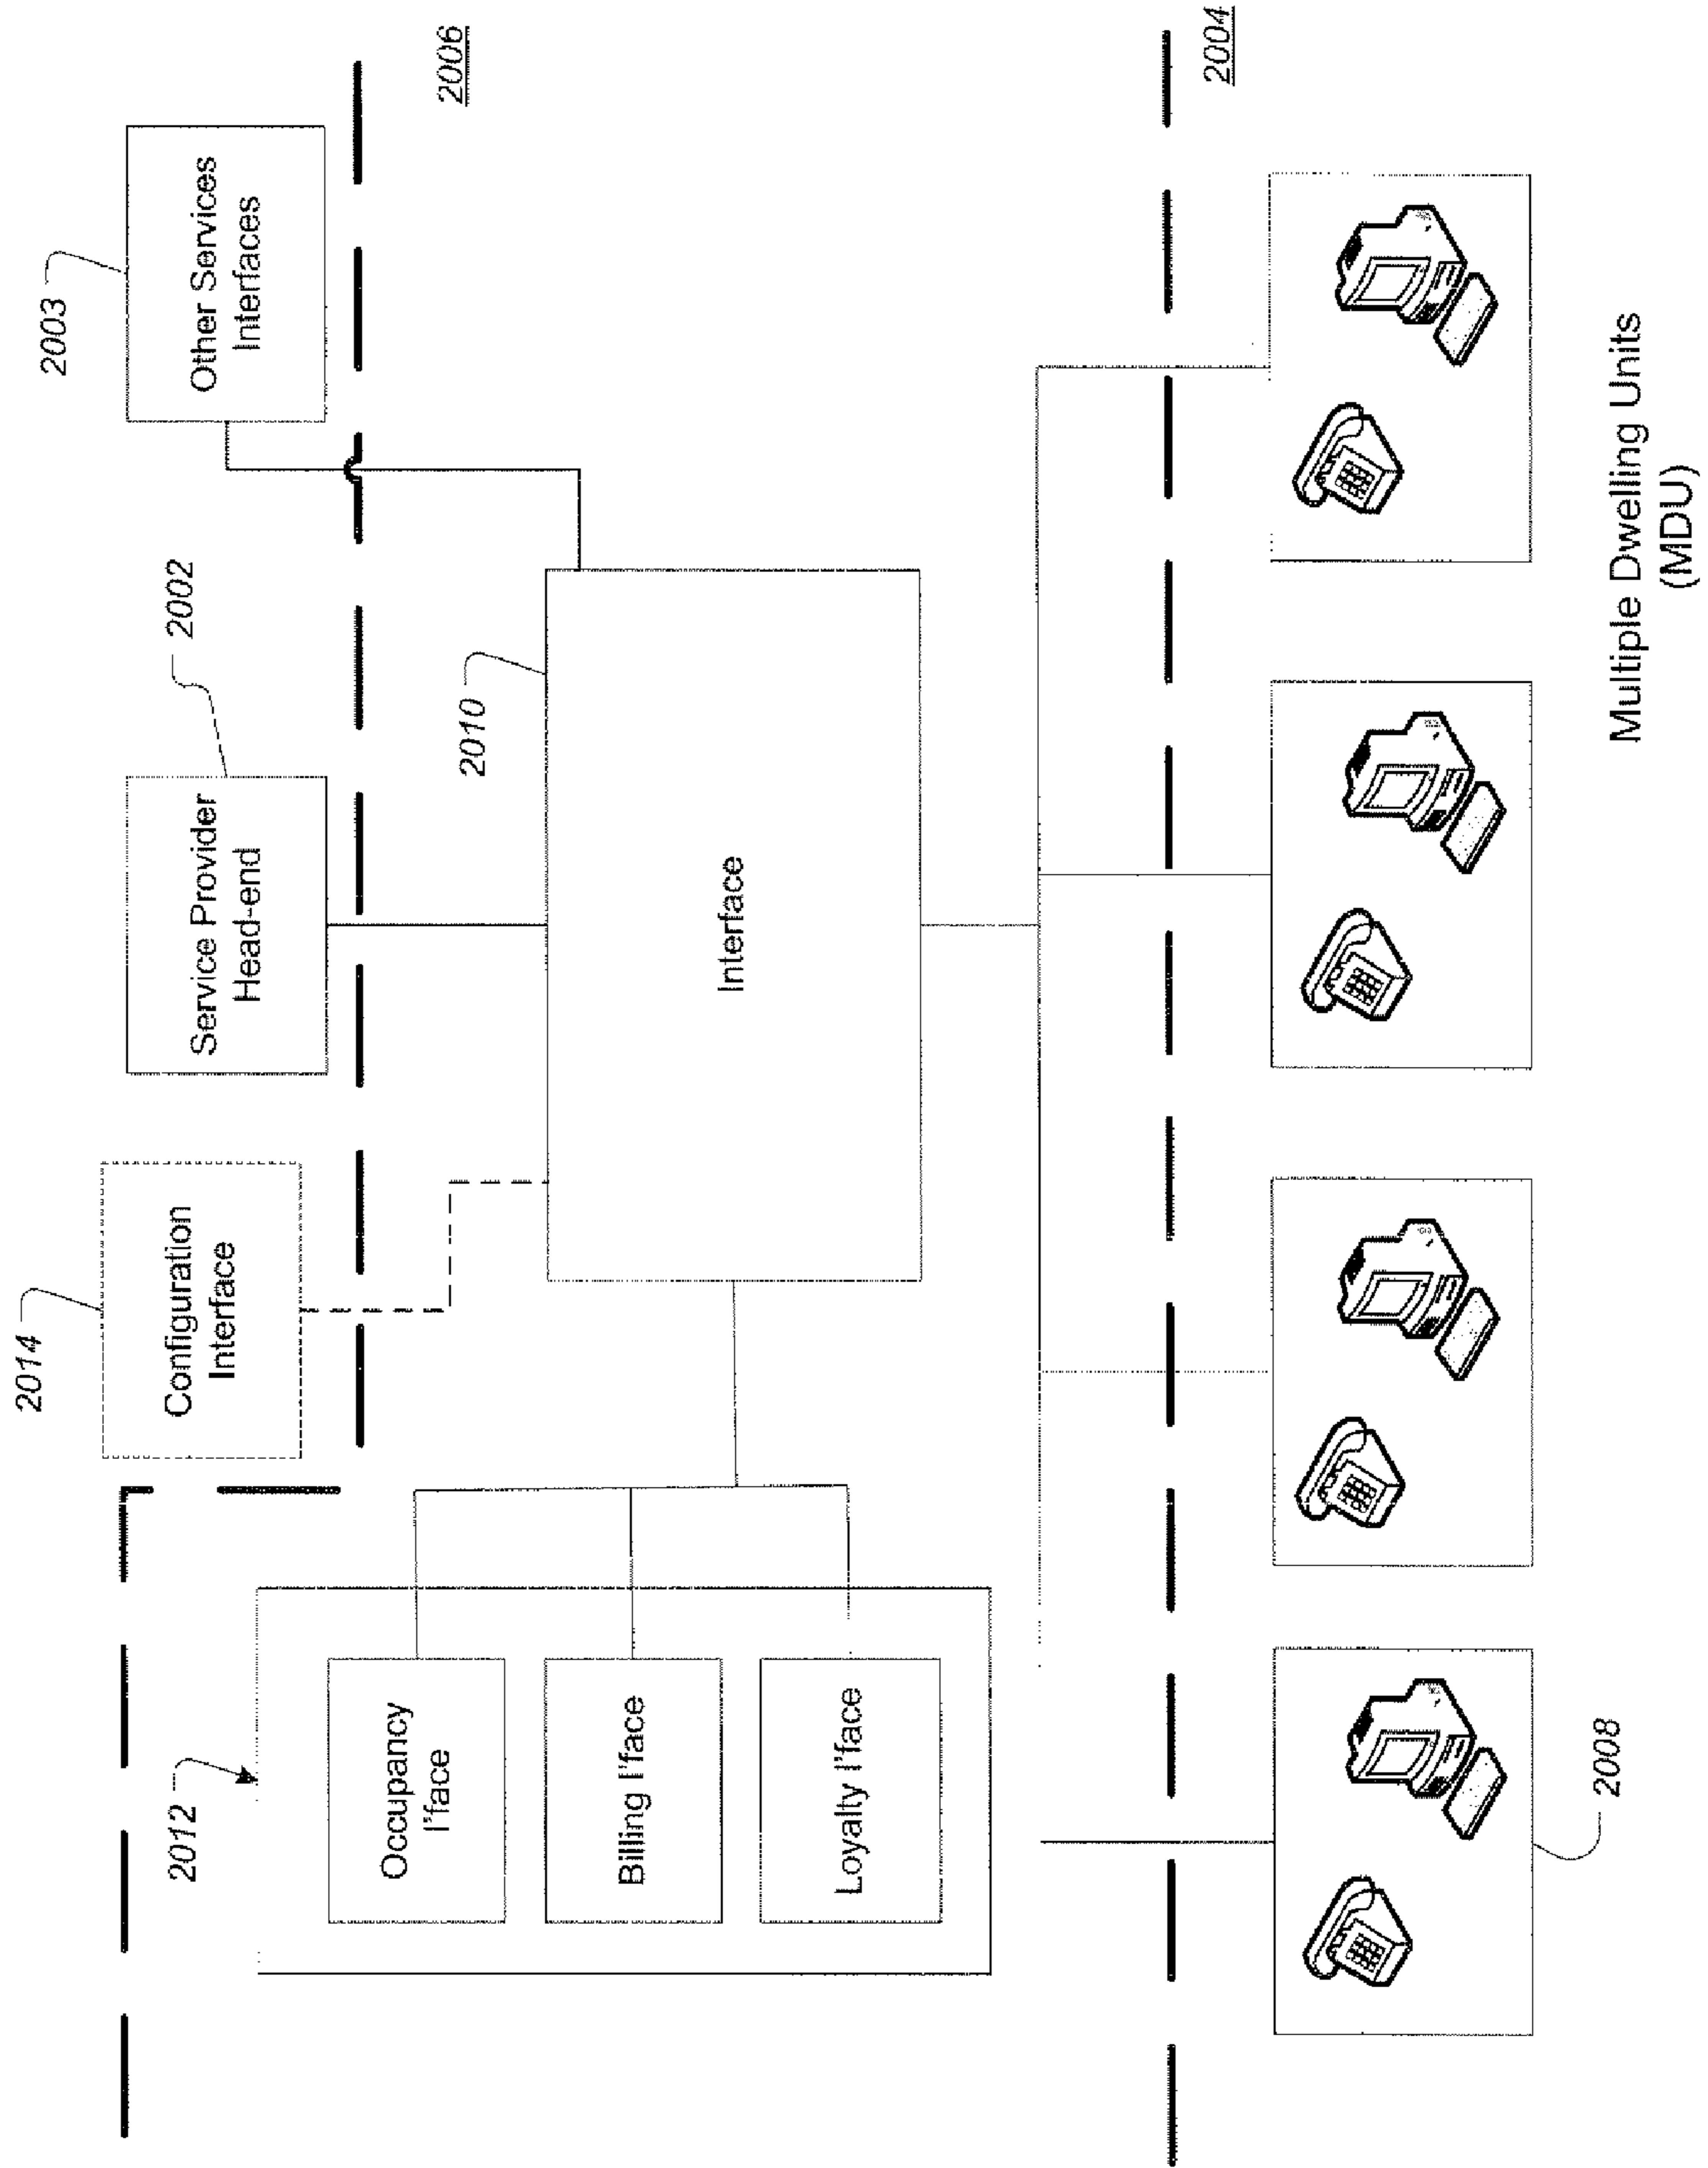 2014
Configuration
Interface
2002
Service Provider
Head-end
2003
Other Services
Interfaces
2006
2012
Occupancy
I'face
Billing I'face
Loyalty I'face
2010
Interface
2004
2008
Multiple Dwelling Units
(MDU)